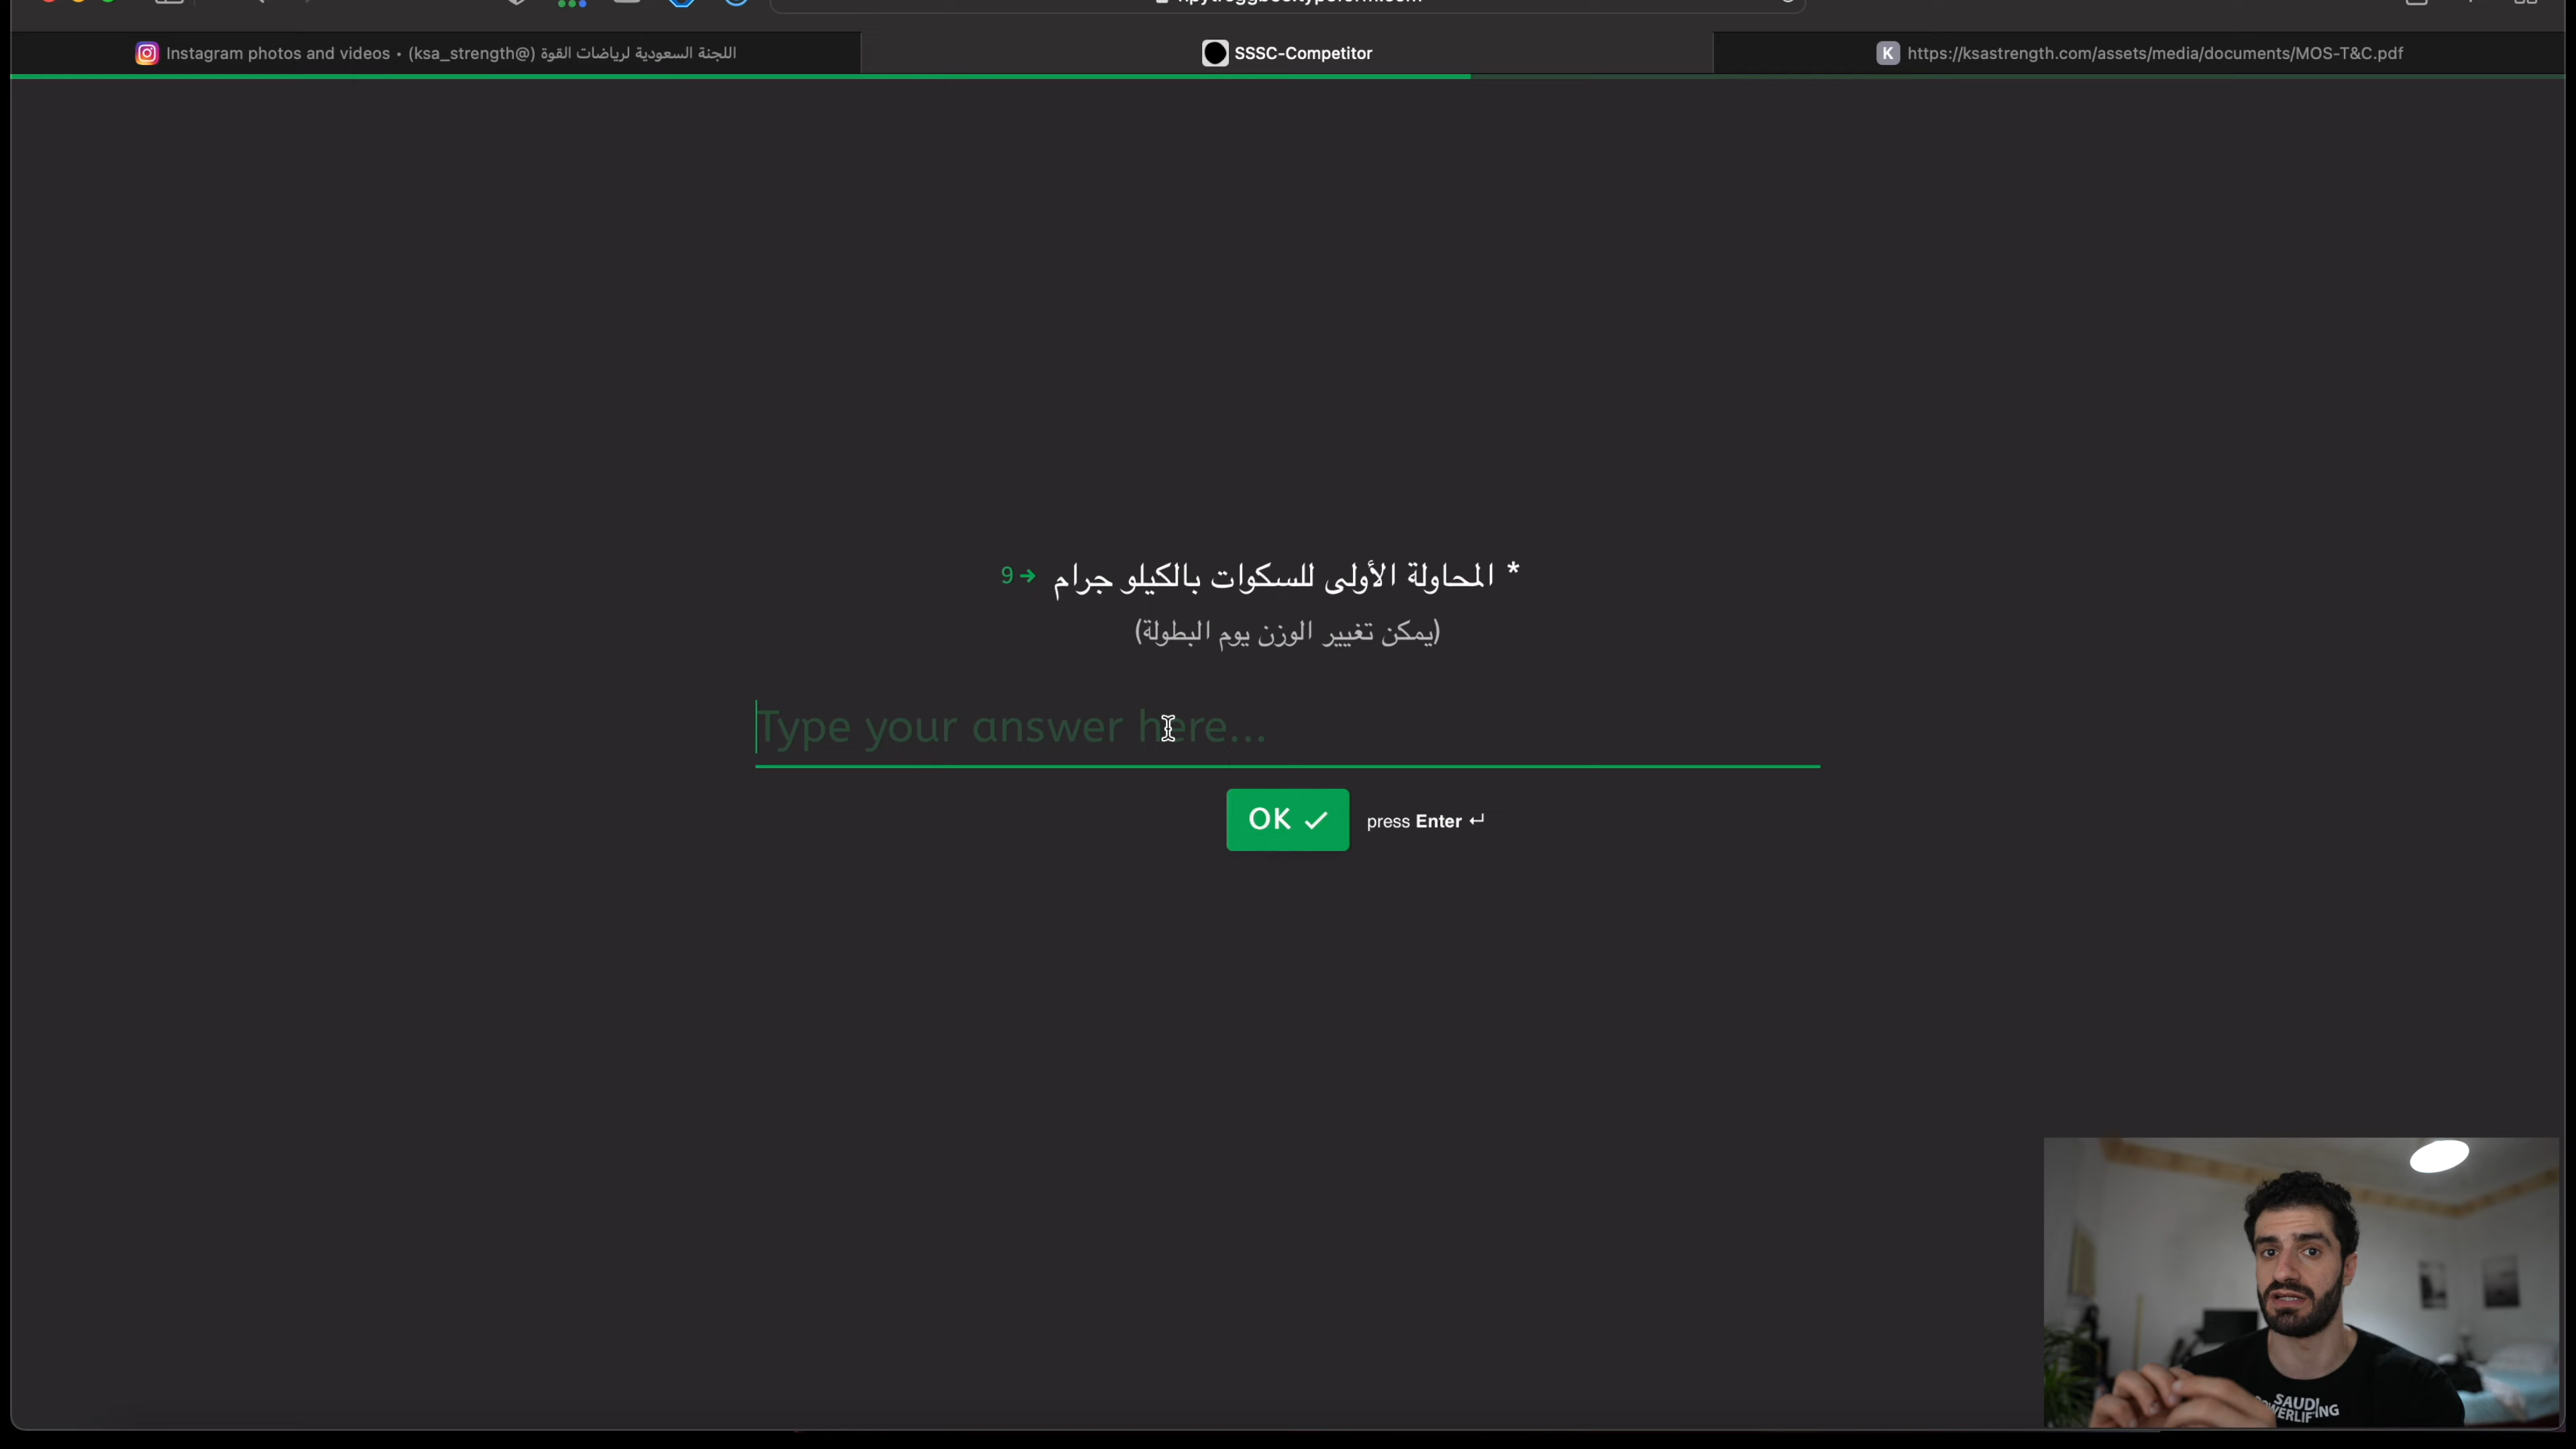 Instagram photos and videos • (ksa_strength@) اللجنة السعودية لرياضات القوة
SSSC-Competitor
K https://ksastrength.com/assets/media/documents/MOS-T&C.pdf
9→ المحاولة الأولى للسكوات بالكيلو جرام *
(يمكن تغيير الوزن يوم البطولة)
Type your answer here...
OK ✓ press Enter ↵
SAUDI